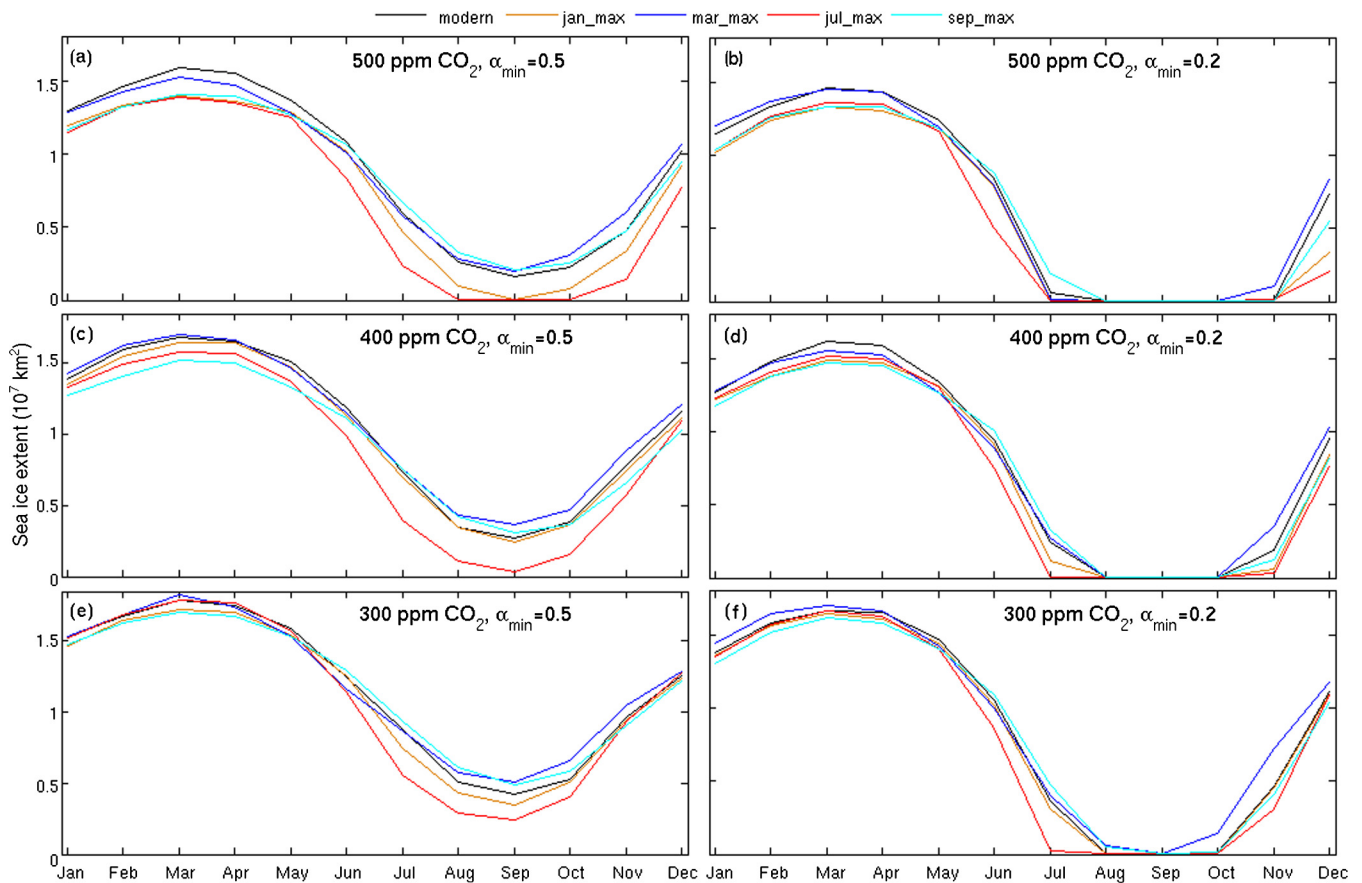 modern jan_max mar_max jul_max sep_max
(a) 500 ppm CO2, αmin=0.5
(b) 500 ppm CO2, αmin=0.2
1.5
1
0.5
0
(c) 400 ppm CO2, αmin=0.5
(d) 400 ppm CO2, αmin=0.2
1.5
1
0.5
0
Sea ice extent (10^7 km^2)
(e) 300 ppm CO2, αmin=0.5
(f) 300 ppm CO2, αmin=0.2
1.5
1
0.5
0
Jan Feb Mar Apr May Jun Jul Aug Sep Oct Nov Dec
Jan Feb Mar Apr May Jun Jul Aug Sep Oct Nov Dec